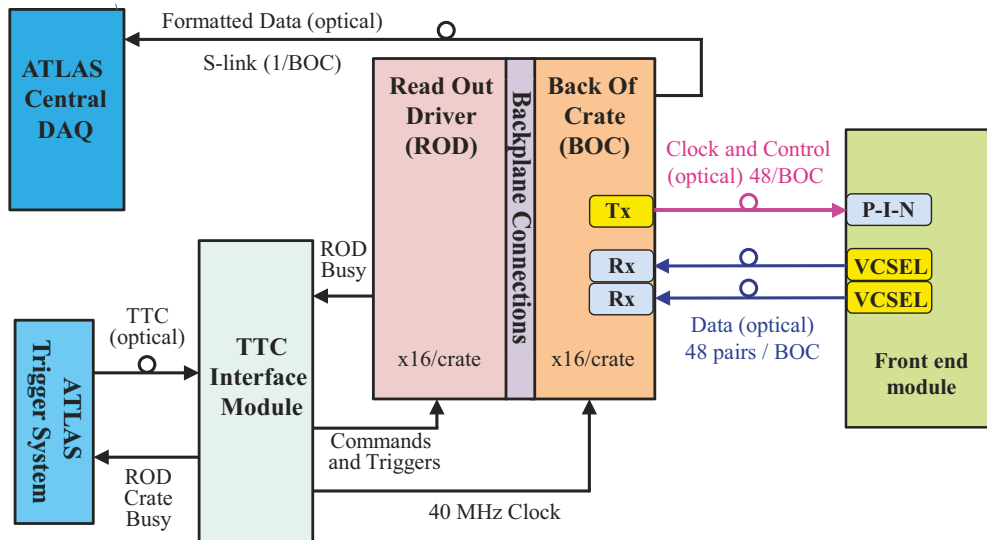 Formatted Data (optical)
S-link (1/BOC)
ATLAS
Central
DAQ
Read Out
Driver
(ROD)
Backplane Connections
Back Of
Crate
(BOC)
Clock and Control
(optical) 48/BOC
Tx
P-I-N
Rx
VCSEL
Rx
VCSEL
Data (optical)
48 pairs / BOC
Front end
module
ROD
Busy
x16/crate
x16/crate
TTC
(optical)
ATLAS
Trigger System
TTC
Interface
Module
ROD
Crate
Busy
Commands
and Triggers
40 MHz Clock